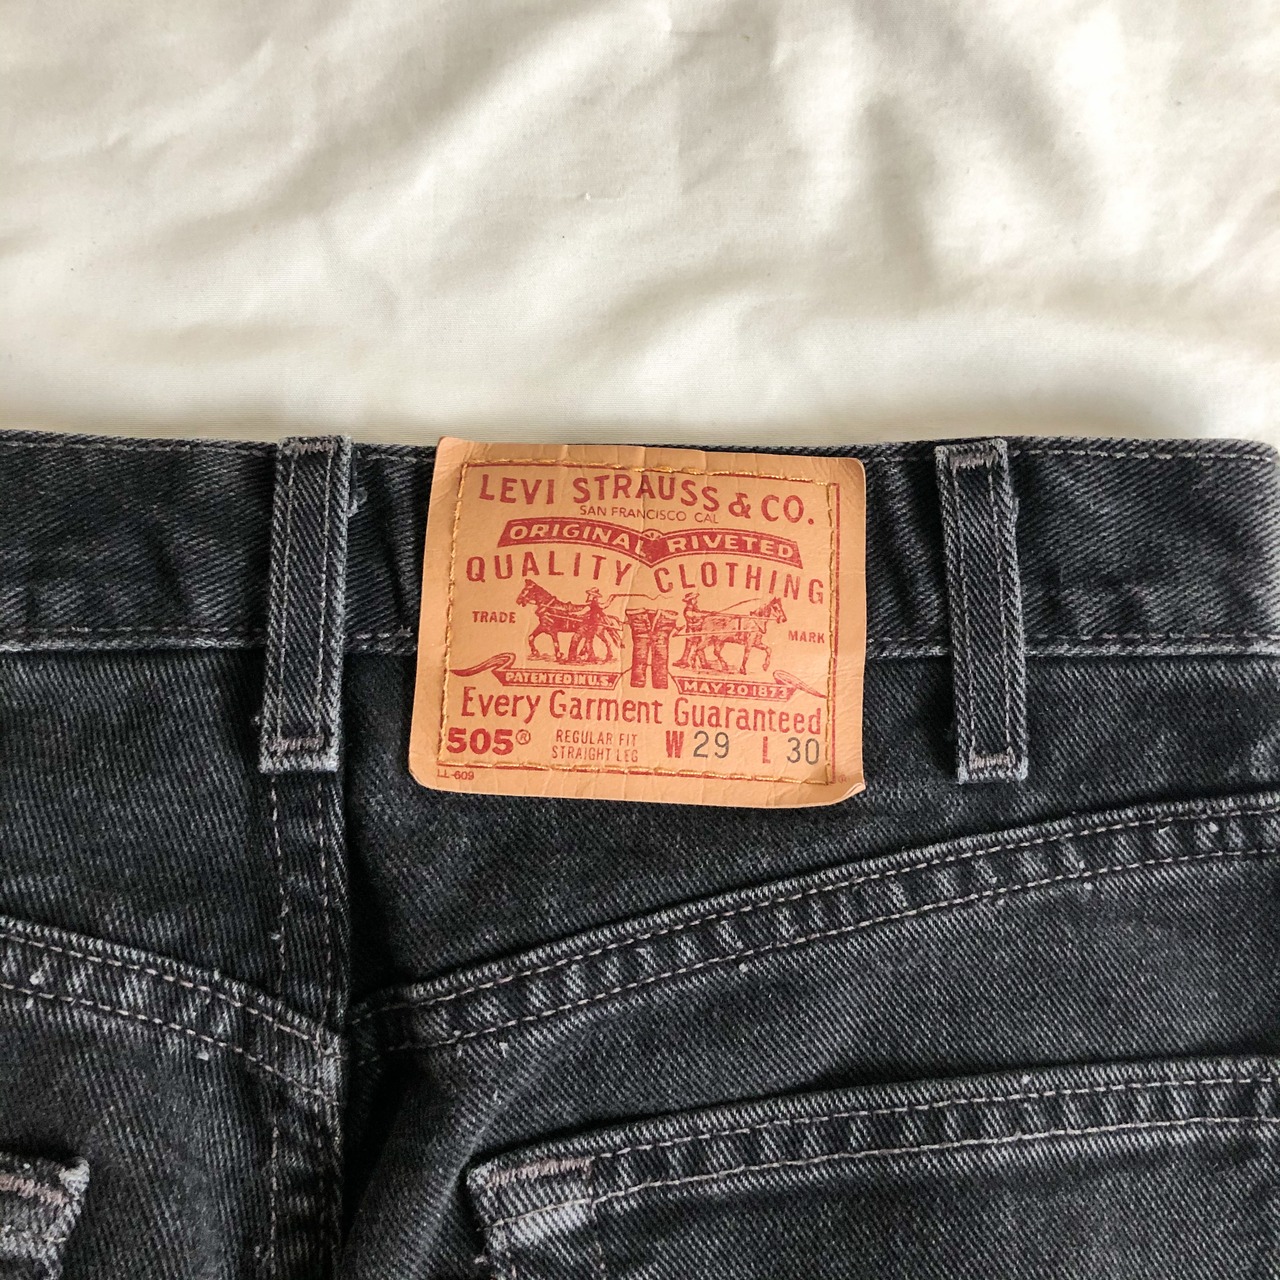 LEVI STRAUSS & CO.
SAN FRANCISCO CAL
ORIGINAL RIVETED
QUALITY CLOTHING
TRADE MARK
PATENTED IN U.S. MAY 20 1873
Every Garment Guaranteed
505® REGULAR FIT W 29 L 30
STRAIGHT LEG
LL-609 ®